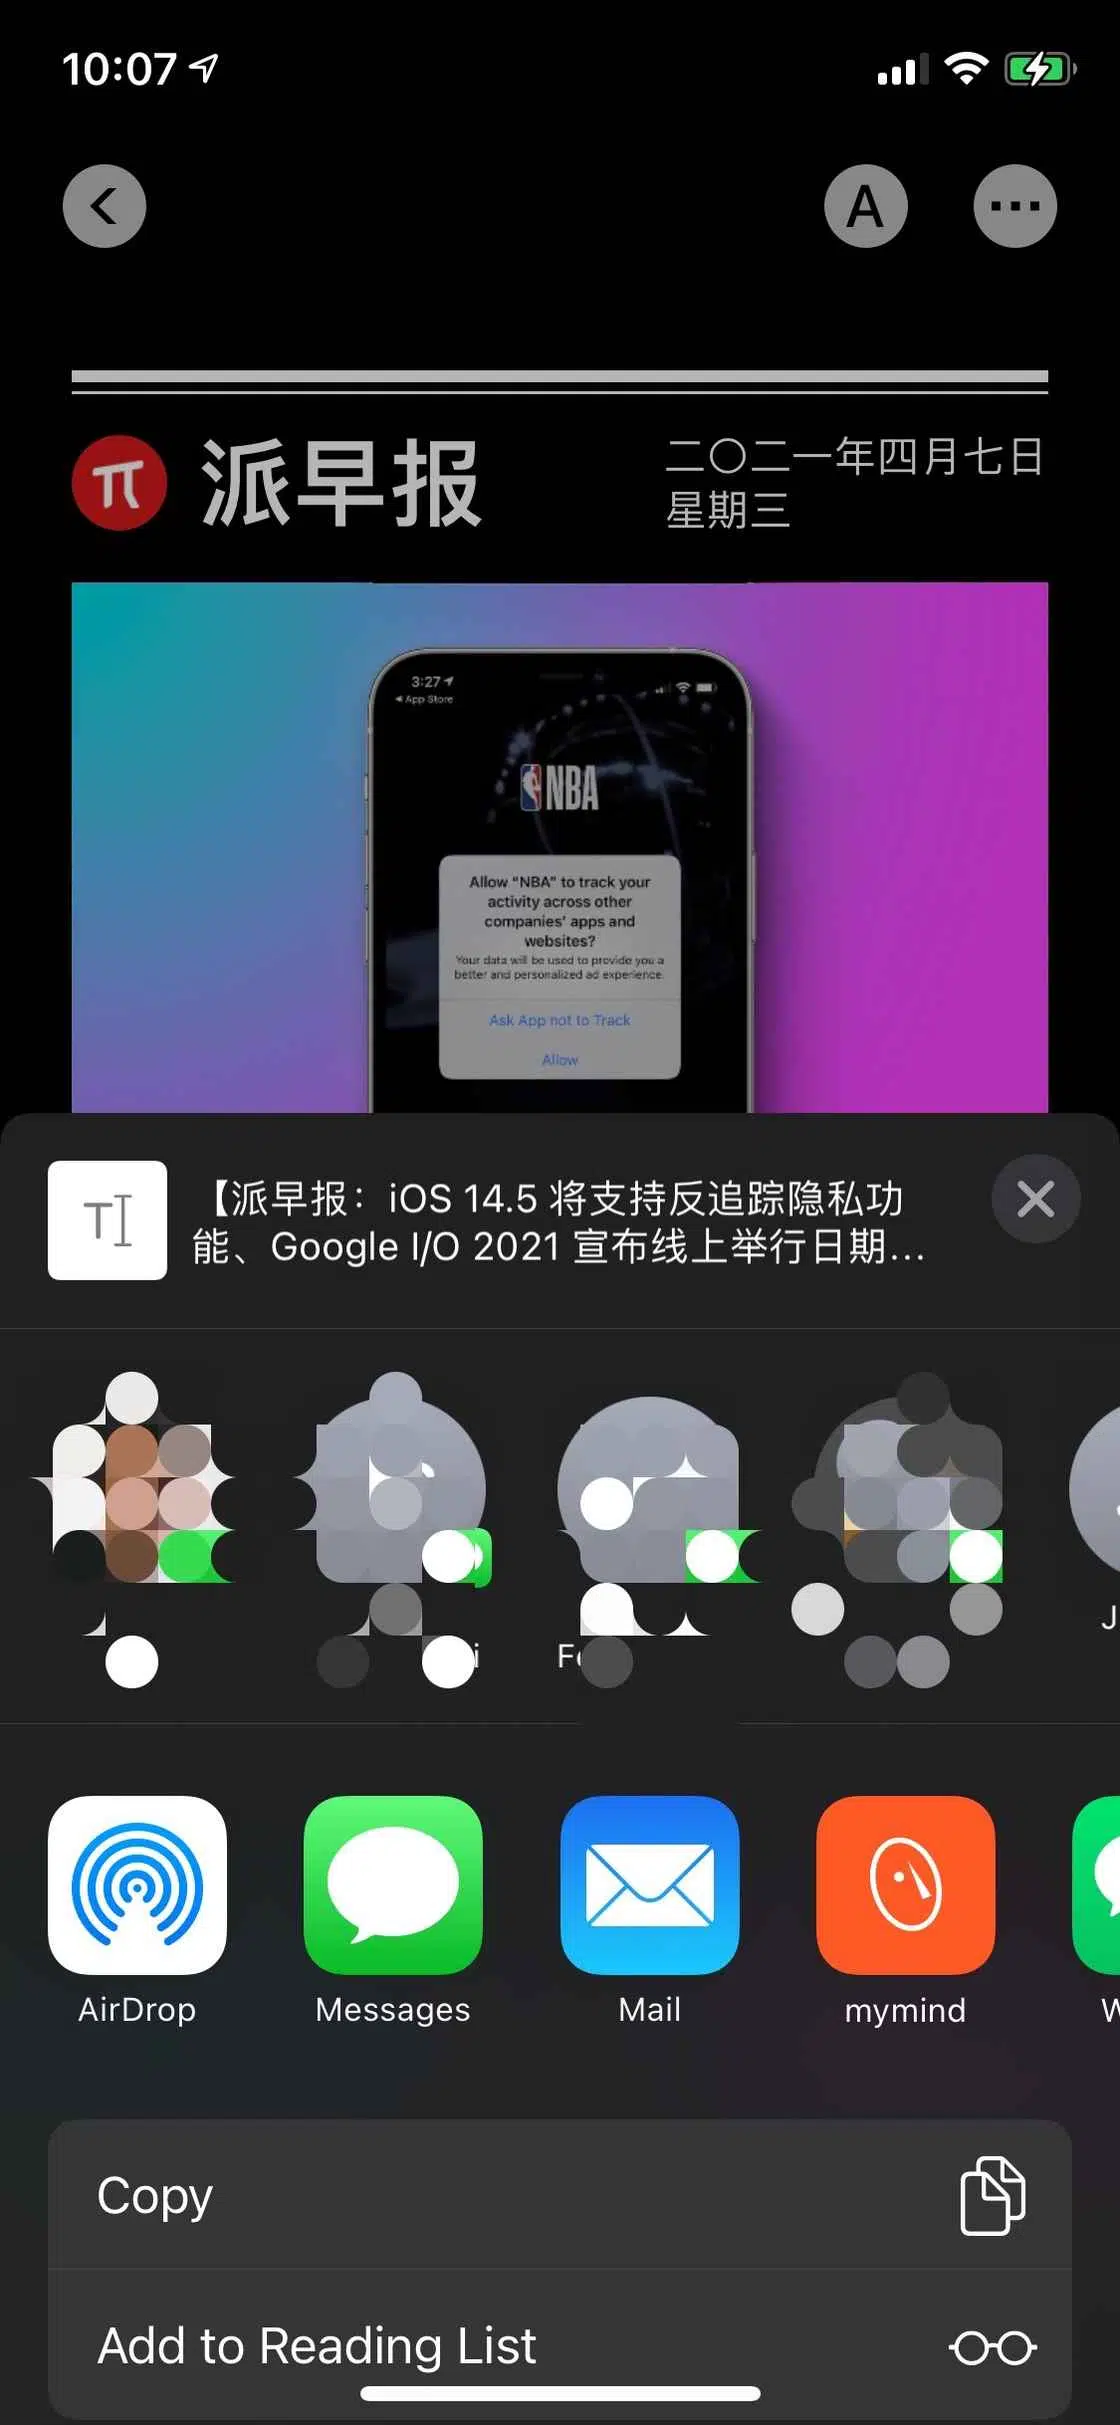 10:07
A
派早报
二〇二一年四月七日
星期三
3:27
App Store
NBA
Allow “NBA” to track your
activity across other
companies’ apps and
websites?
Your data will be used to provide you a
better and personalized ad experience.
Ask App not to Track
Allow
【派早报：iOS 14.5 将支持反追踪隐私功
能、Google I/O 2021 宣布线上举行日期...
AirDrop
Messages
Mail
mymind
Copy
Add to Reading List